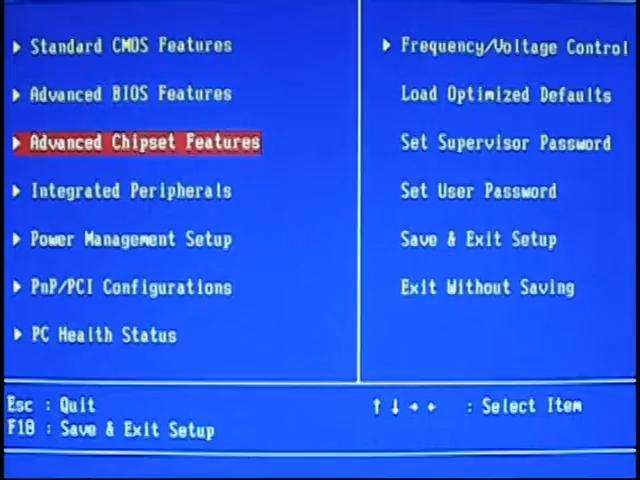 Standard CMOS Features
Advanced BIOS Features
Advanced Chipset Features
Integrated Peripherals
Power Management Setup
PnP/PCI Configurations
PC Health Status
Frequency/Voltage Control
Load Optimized Defaults
Set Supervisor Password
Set User Password
Save & Exit Setup
Exit Without Saving
Esc : Quit
F10 : Save & Exit Setup
↑ ↓ → ← : Select Item